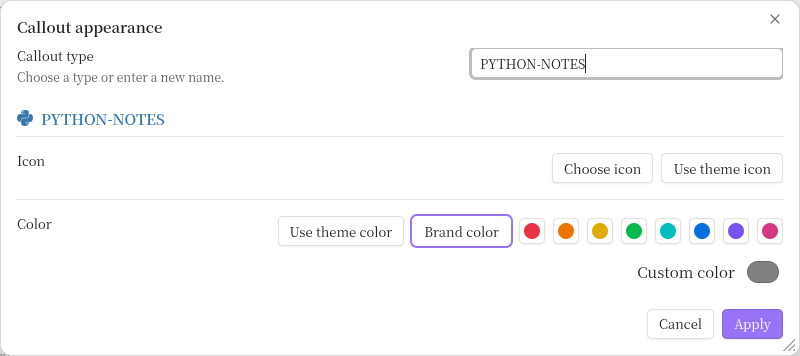 Callout appearance
Callout type
Choose a type or enter a new name.
PYTHON-NOTES
PYTHON-NOTES
Icon
Choose icon
Use theme icon
Color
Use theme color
Brand color
Custom color
Cancel
Apply